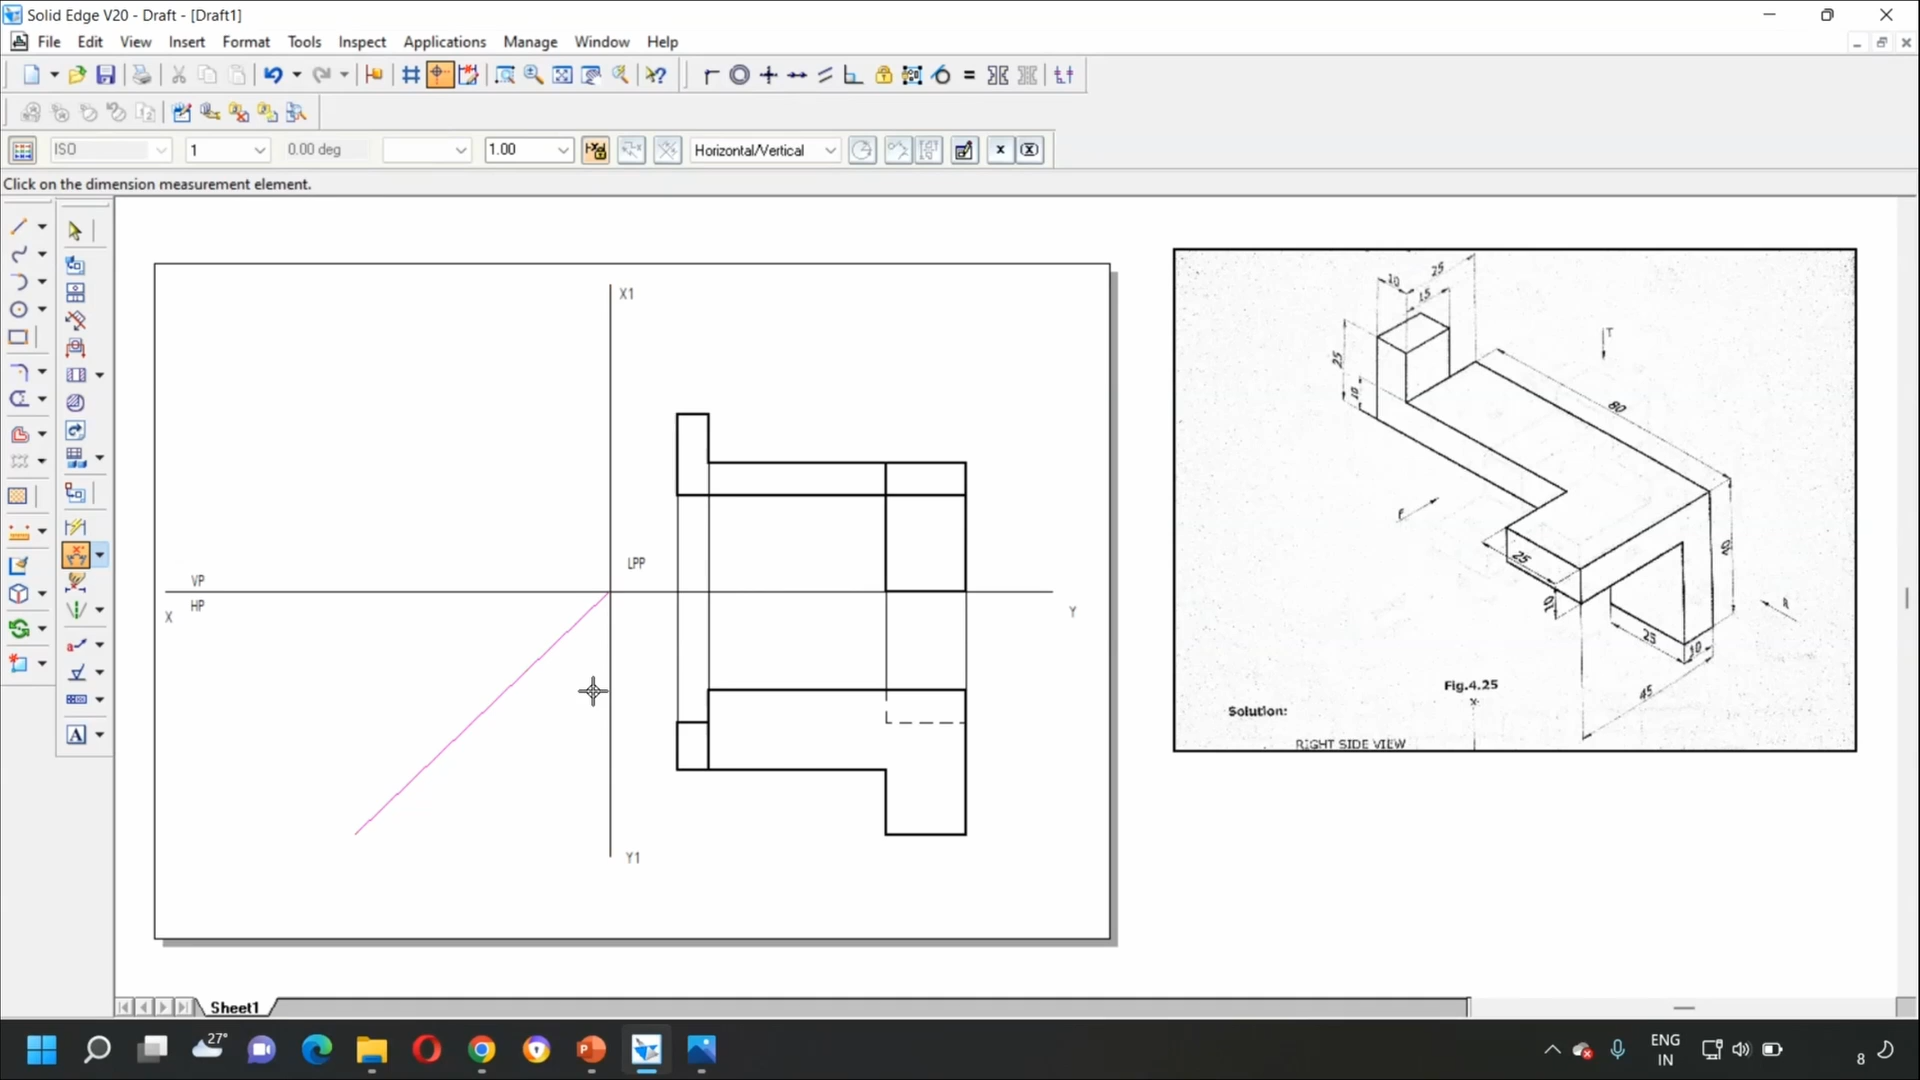 Solid Edge V20 - Draft - [Draft1]
File Edit View Insert Format Tools Inspect Applications Manage Window Help
ISO 1 0.00 deg 1.00 Horizontal/Vertical x
Click on the dimension measurement element.
X1
VP
HP
X
LPP
Y
Y1
10 25
15
25
10
T
80
F
25
10
40
R
25
10
45
Fig.4.25
x
Solution:
RIGHT SIDE VIEW
Sheet1
27°
ENG
IN
8